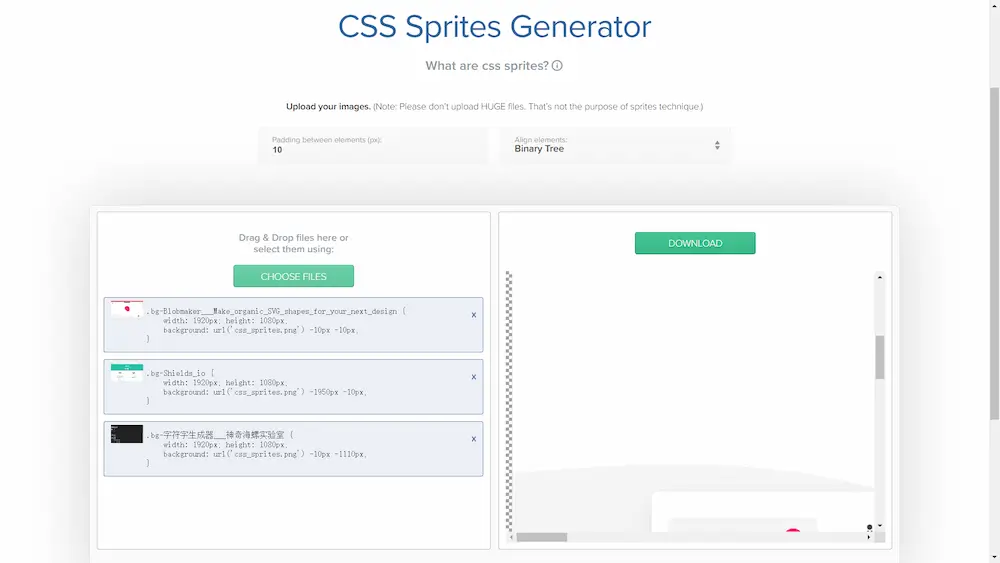 CSS Sprites Generator
What are css sprites?
Upload your images. (Note: Please don't upload HUGE files. That's not the purpose of sprites technique.)
Padding between elements (px):
10
Align elements:
Binary Tree
Drag & Drop files here or
select them using:
CHOOSE FILES
.bg-Blobmaker___Make_organic_SVG_shapes_for_your_next_design {
width: 1920px; height: 1080px;
background: url('css_sprites.png') -10px -10px;
}
x
.bg-Shields_io {
width: 1920px; height: 1080px;
background: url('css_sprites.png') -1950px -10px;
}
x
.bg-字符字生成器___神奇海螺实验室 {
width: 1920px; height: 1080px;
background: url('css_sprites.png') -10px -1110px;
}
x
DOWNLOAD